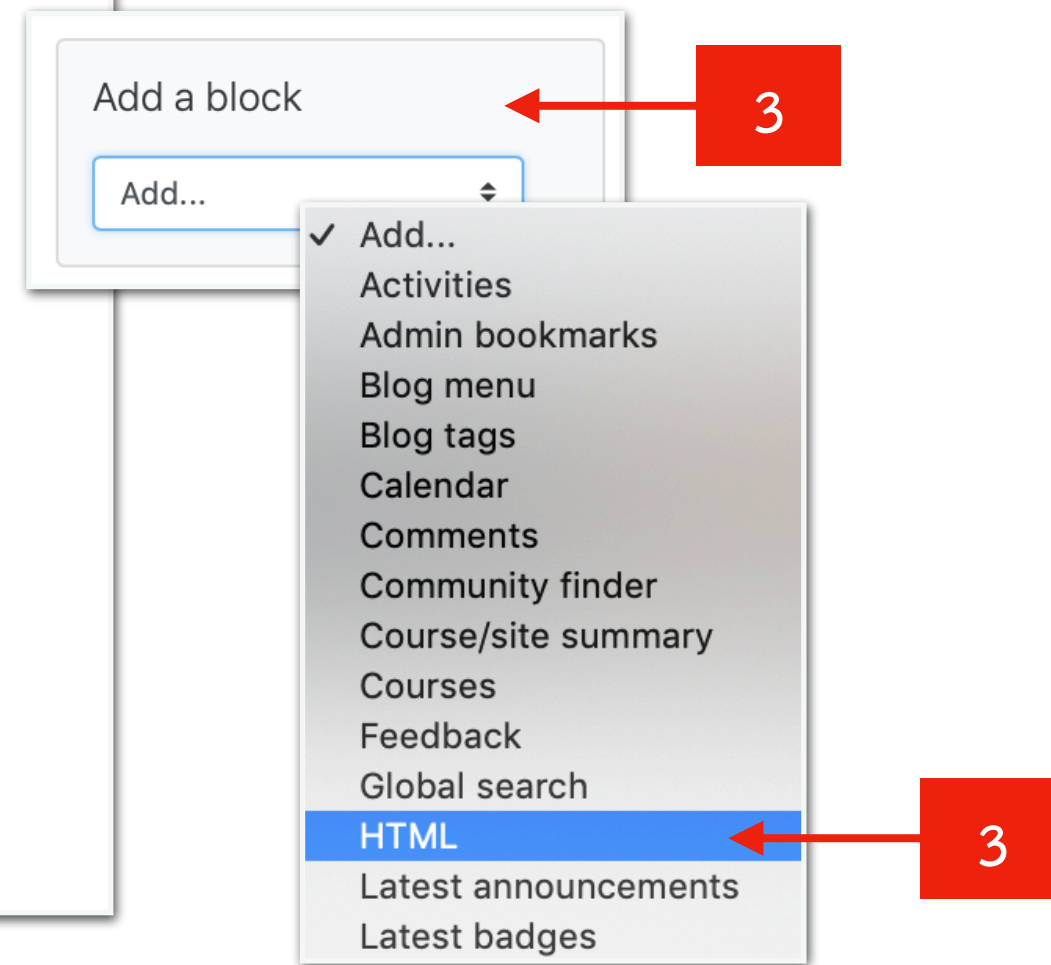 Add a block
3
Add...
✓ Add...
Activities
Admin bookmarks
Blog menu
Blog tags
Calendar
Comments
Community finder
Course/site summary
Courses
Feedback
Global search
HTML
3
Latest announcements
Latest badges